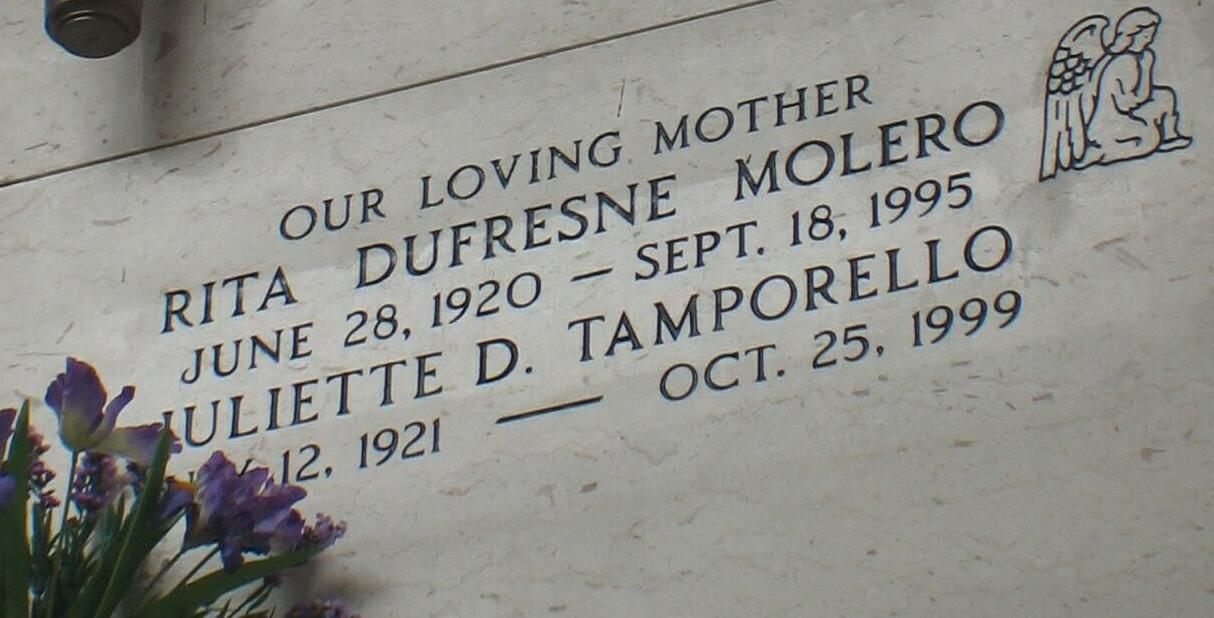 OUR LOVING MOTHER
RITA DUFRESNE MOLERO
JUNE 28, 1920 — SEPT. 18, 1995
JULIETTE D. TAMPORELLO
12, 1921 — OCT. 25, 1999